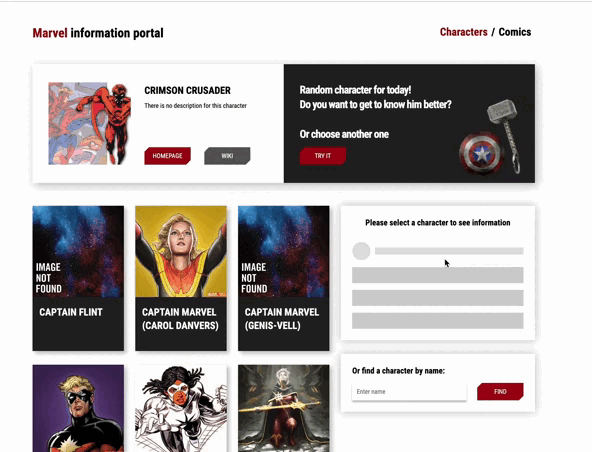 Marvel information portal
Characters / Comics
CRIMSON CRUSADER
There is no description for this character
HOMEPAGE
WIKI
Random character for today!
Do you want to get to know him better?
Or choose another one
TRY IT
IMAGE
NOT
FOUND
CAPTAIN FLINT
CAPTAIN MARVEL
(CAROL DANVERS)
IMAGE
NOT
FOUND
CAPTAIN MARVEL
(GENIS-VELL)
Please select a character to see information
Or find a character by name:
Enter name
FIND